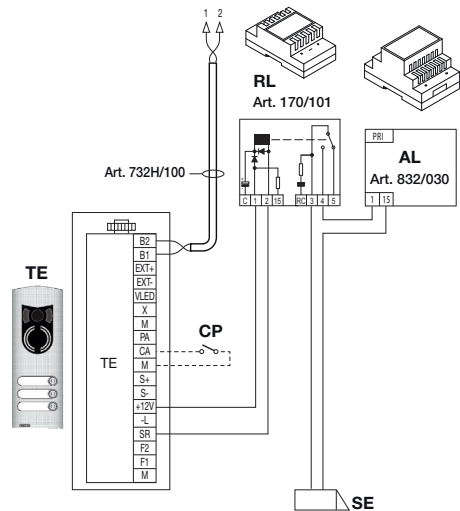 1 2
RL
Art. 170/101
PRI
AL
Art. 832/030
1 15
Art. 732H/100
C 1 2 15 RC 3 4 5
TE
TE
B2
B1
EXT+
EXT-
VLED
X
M
PA
CA
M
S+
S-
+12V
-L
SR
F2
F1
M
CP
SE